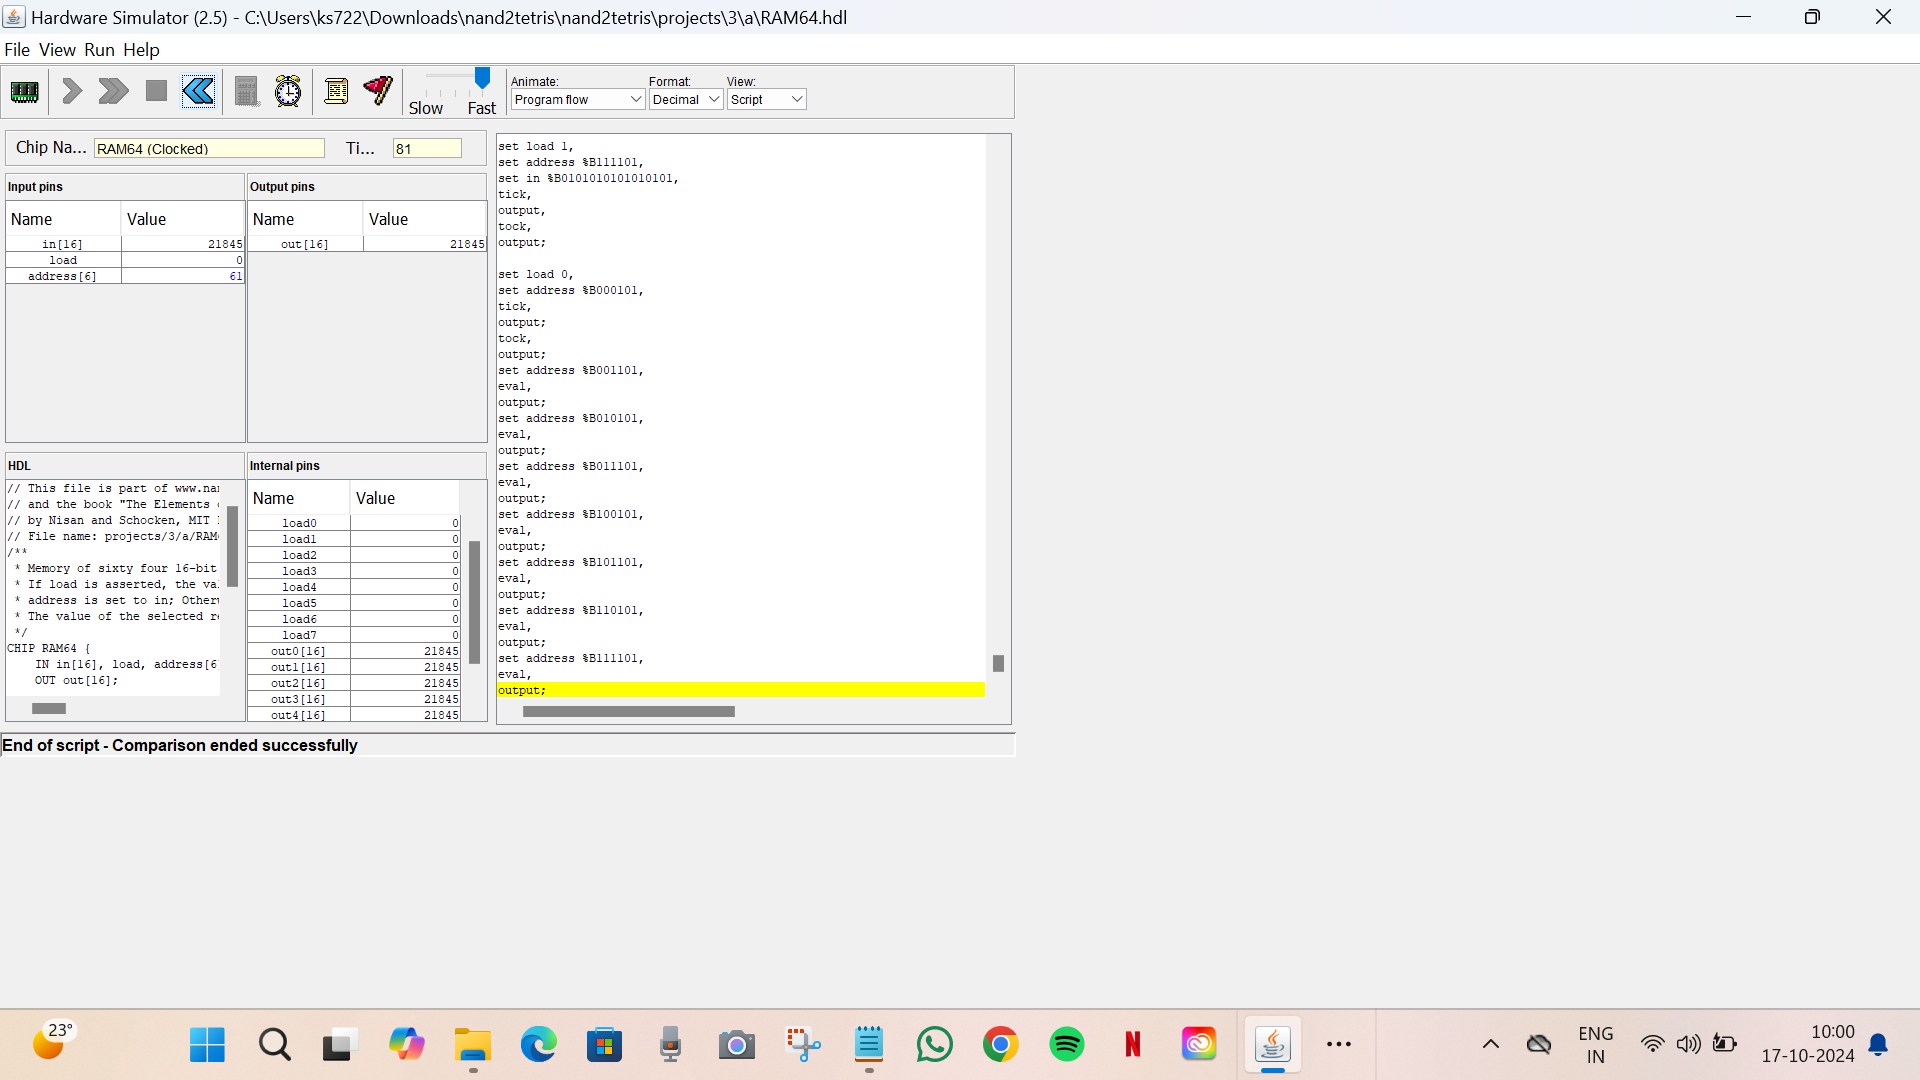 Hardware Simulator (2.5) - C:\Users\ks722\Downloads\nand2tetris\nand2tetris\projects\3\a\RAM64.hdl
File View Run Help
Slow Fast
Animate: Format: View:
Program flow Decimal Script
Chip Na... RAM64 (Clocked) Ti... 81
Input pins
Name Value
in[16] 21845
load 0
address[6] 61
Output pins
Name Value
out[16] 21845
HDL
// This file is part of www.nan
// and the book "The Elements
// by Nisan and Schocken, MIT
// File name: projects/3/a/RAM
/**
* Memory of sixty four 16-bit
* If load is asserted, the va
* address is set to in; Other
* The value of the selected re
*/
CHIP RAM64 {
IN in[16], load, address[6
OUT out[16];
Internal pins
Name Value
load0 0
load1 0
load2 0
load3 0
load4 0
load5 0
load6 0
load7 0
out0[16] 21845
out1[16] 21845
out2[16] 21845
out3[16] 21845
out4[16] 21845
set load 1,
set address %B111101,
set in %B0101010101010101,
tick,
output,
tock,
output;
set load 0,
set address %B000101,
tick,
output;
tock,
output;
set address %B001101,
eval,
output;
set address %B010101,
eval,
output;
set address %B011101,
eval,
output;
set address %B100101,
eval,
output;
set address %B101101,
eval,
output;
set address %B110101,
eval,
output;
set address %B111101,
eval,
output;
End of script - Comparison ended successfully
23°
N
ENG
IN
10:00
17-10-2024